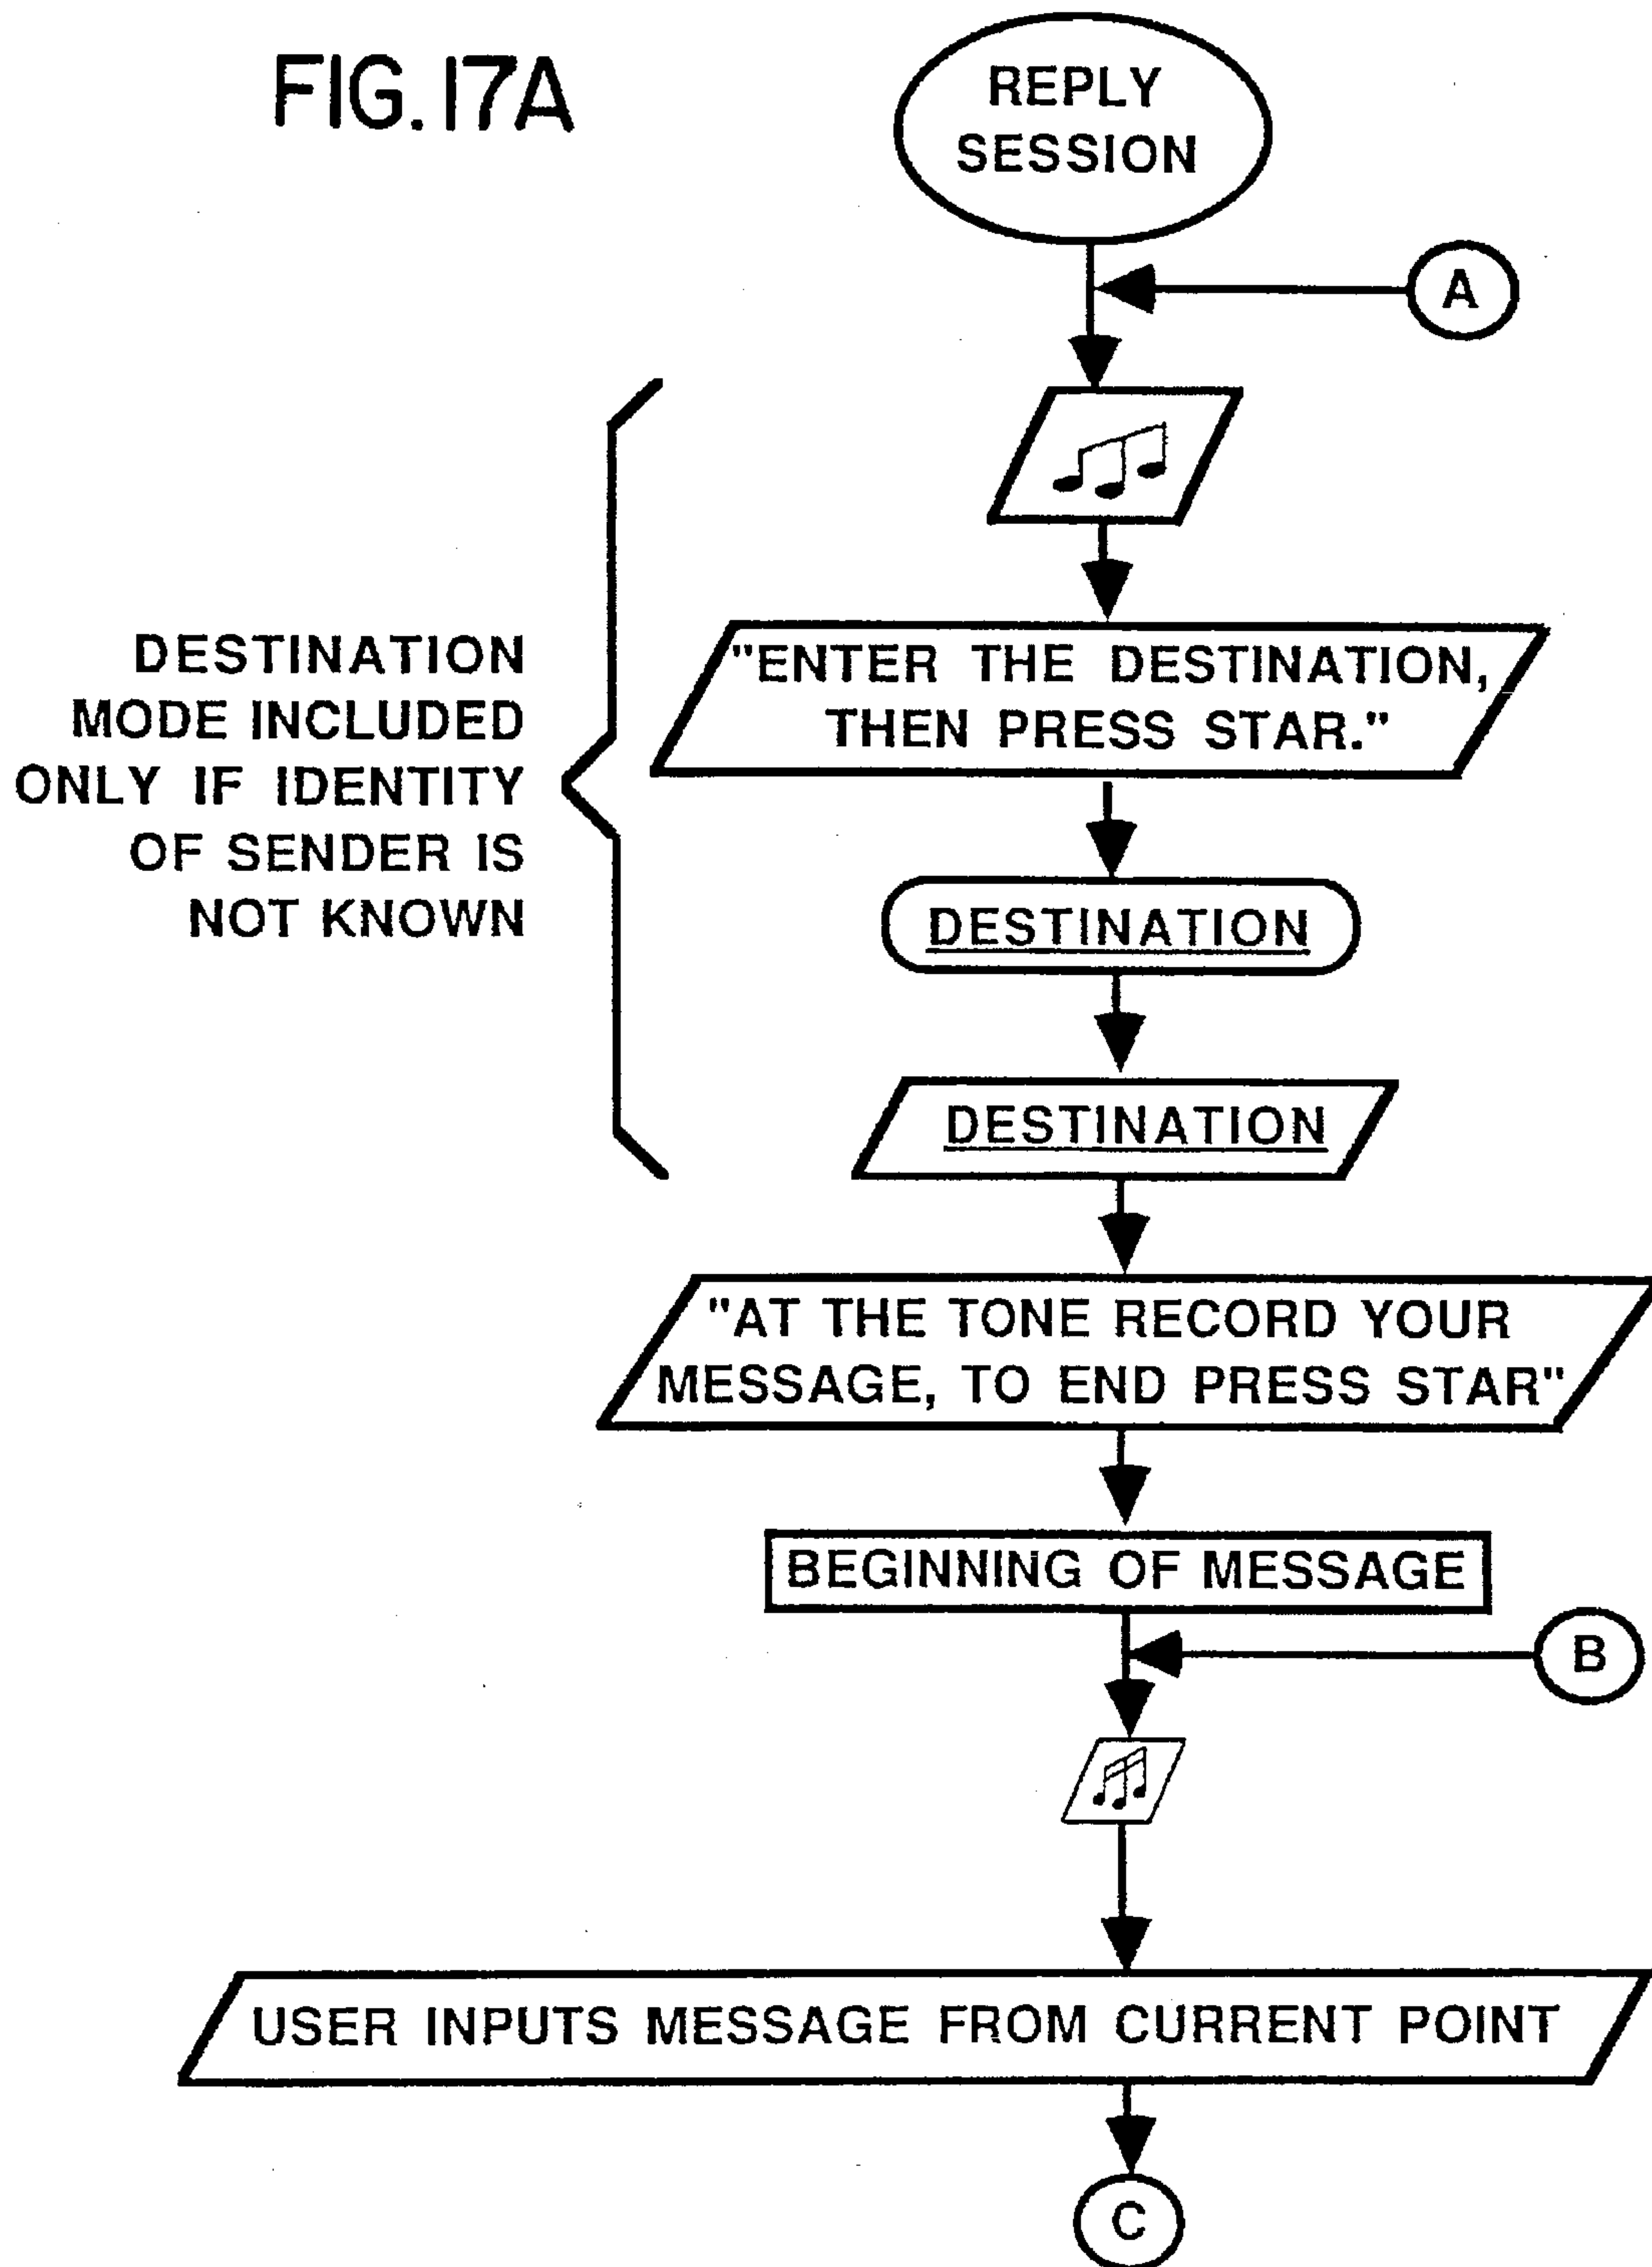 FIG. 17A
REPLY
SESSION
A
"ENTER THE DESTINATION,
THEN PRESS STAR."
DESTINATION
MODE INCLUDED
ONLY IF IDENTITY
OF SENDER IS
NOT KNOWN
DESTINATION
DESTINATION
"AT THE TONE RECORD YOUR
MESSAGE, TO END PRESS STAR"
BEGINNING OF MESSAGE
B
USER INPUTS MESSAGE FROM CURRENT POINT
C